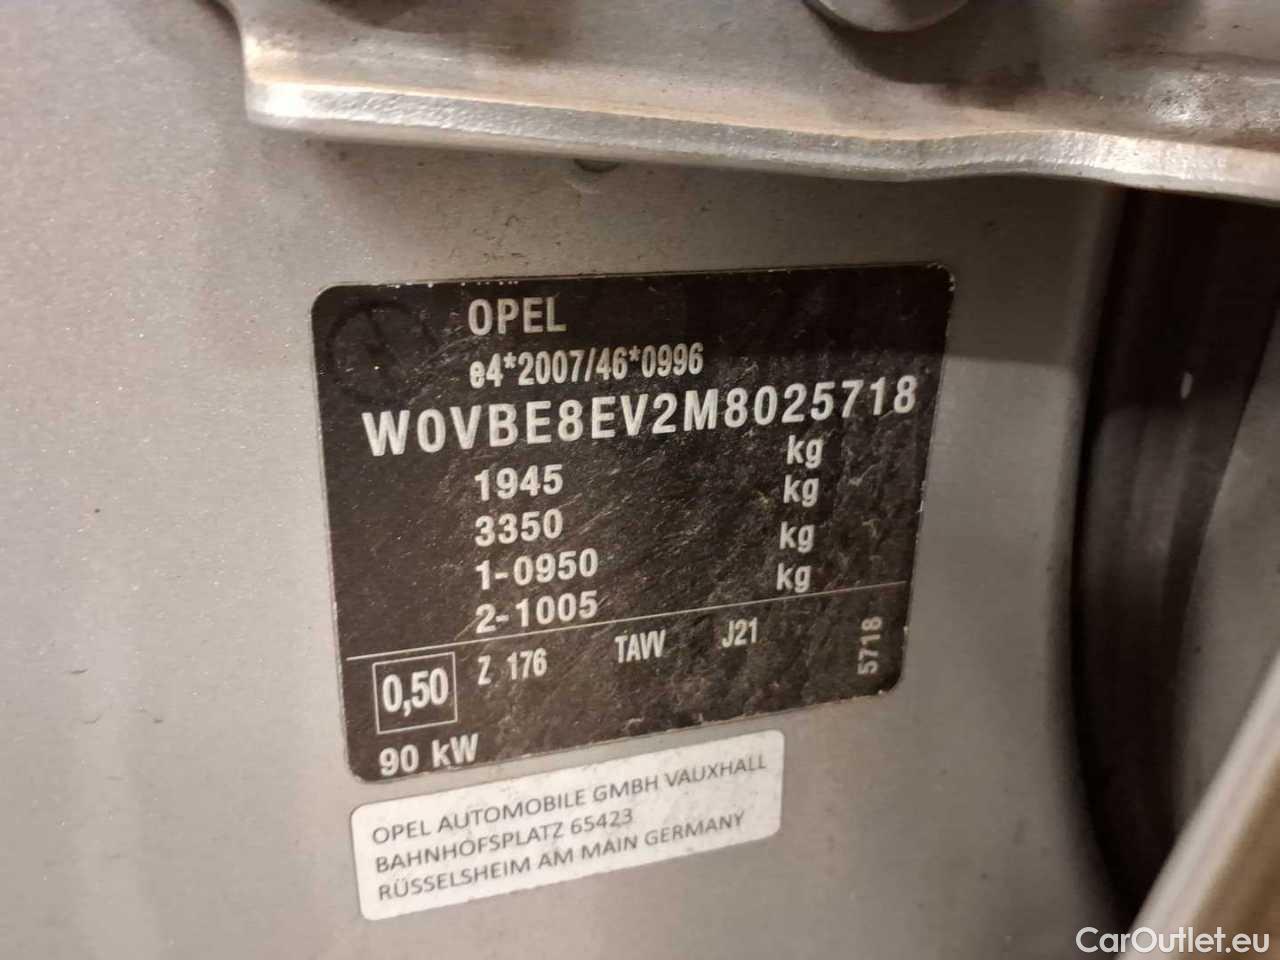 OPEL
e4*2007/46*0996
W0VBE8EV2M8025718
1945 kg
3350 kg
1-0950 kg
2-1005 kg
0,50 Z 176 TAVV J21 5718
90 kW
OPEL AUTOMOBILE GMBH VAUXHALL
BAHNHOFSPLATZ 65423
RÜSSELSHEIM AM MAIN GERMANY
CarOutlet.eu